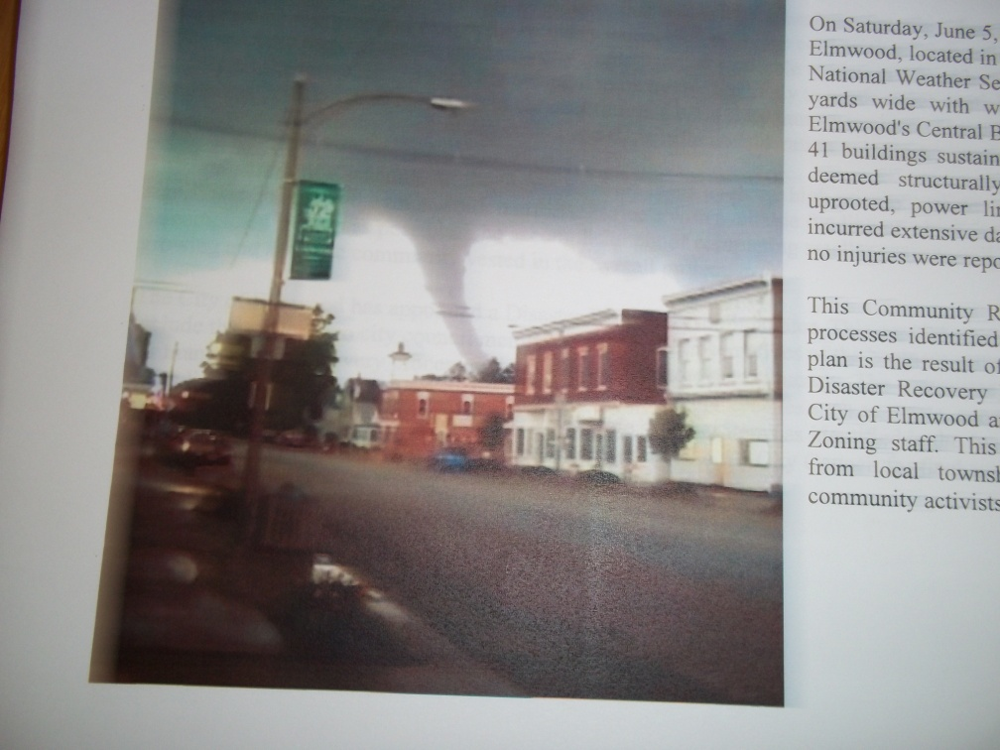 On Saturday, June 5,
Elmwood, located in
National Weather Se
yards wide with w
Elmwood's Central B
41 buildings sustain
deemed structurally
uprooted, power lin
incurred extensive da
no injuries were repo
This Community R
processes identified
plan is the result of
Disaster Recovery
City of Elmwood a
Zoning staff. This
from local townsh
community activists